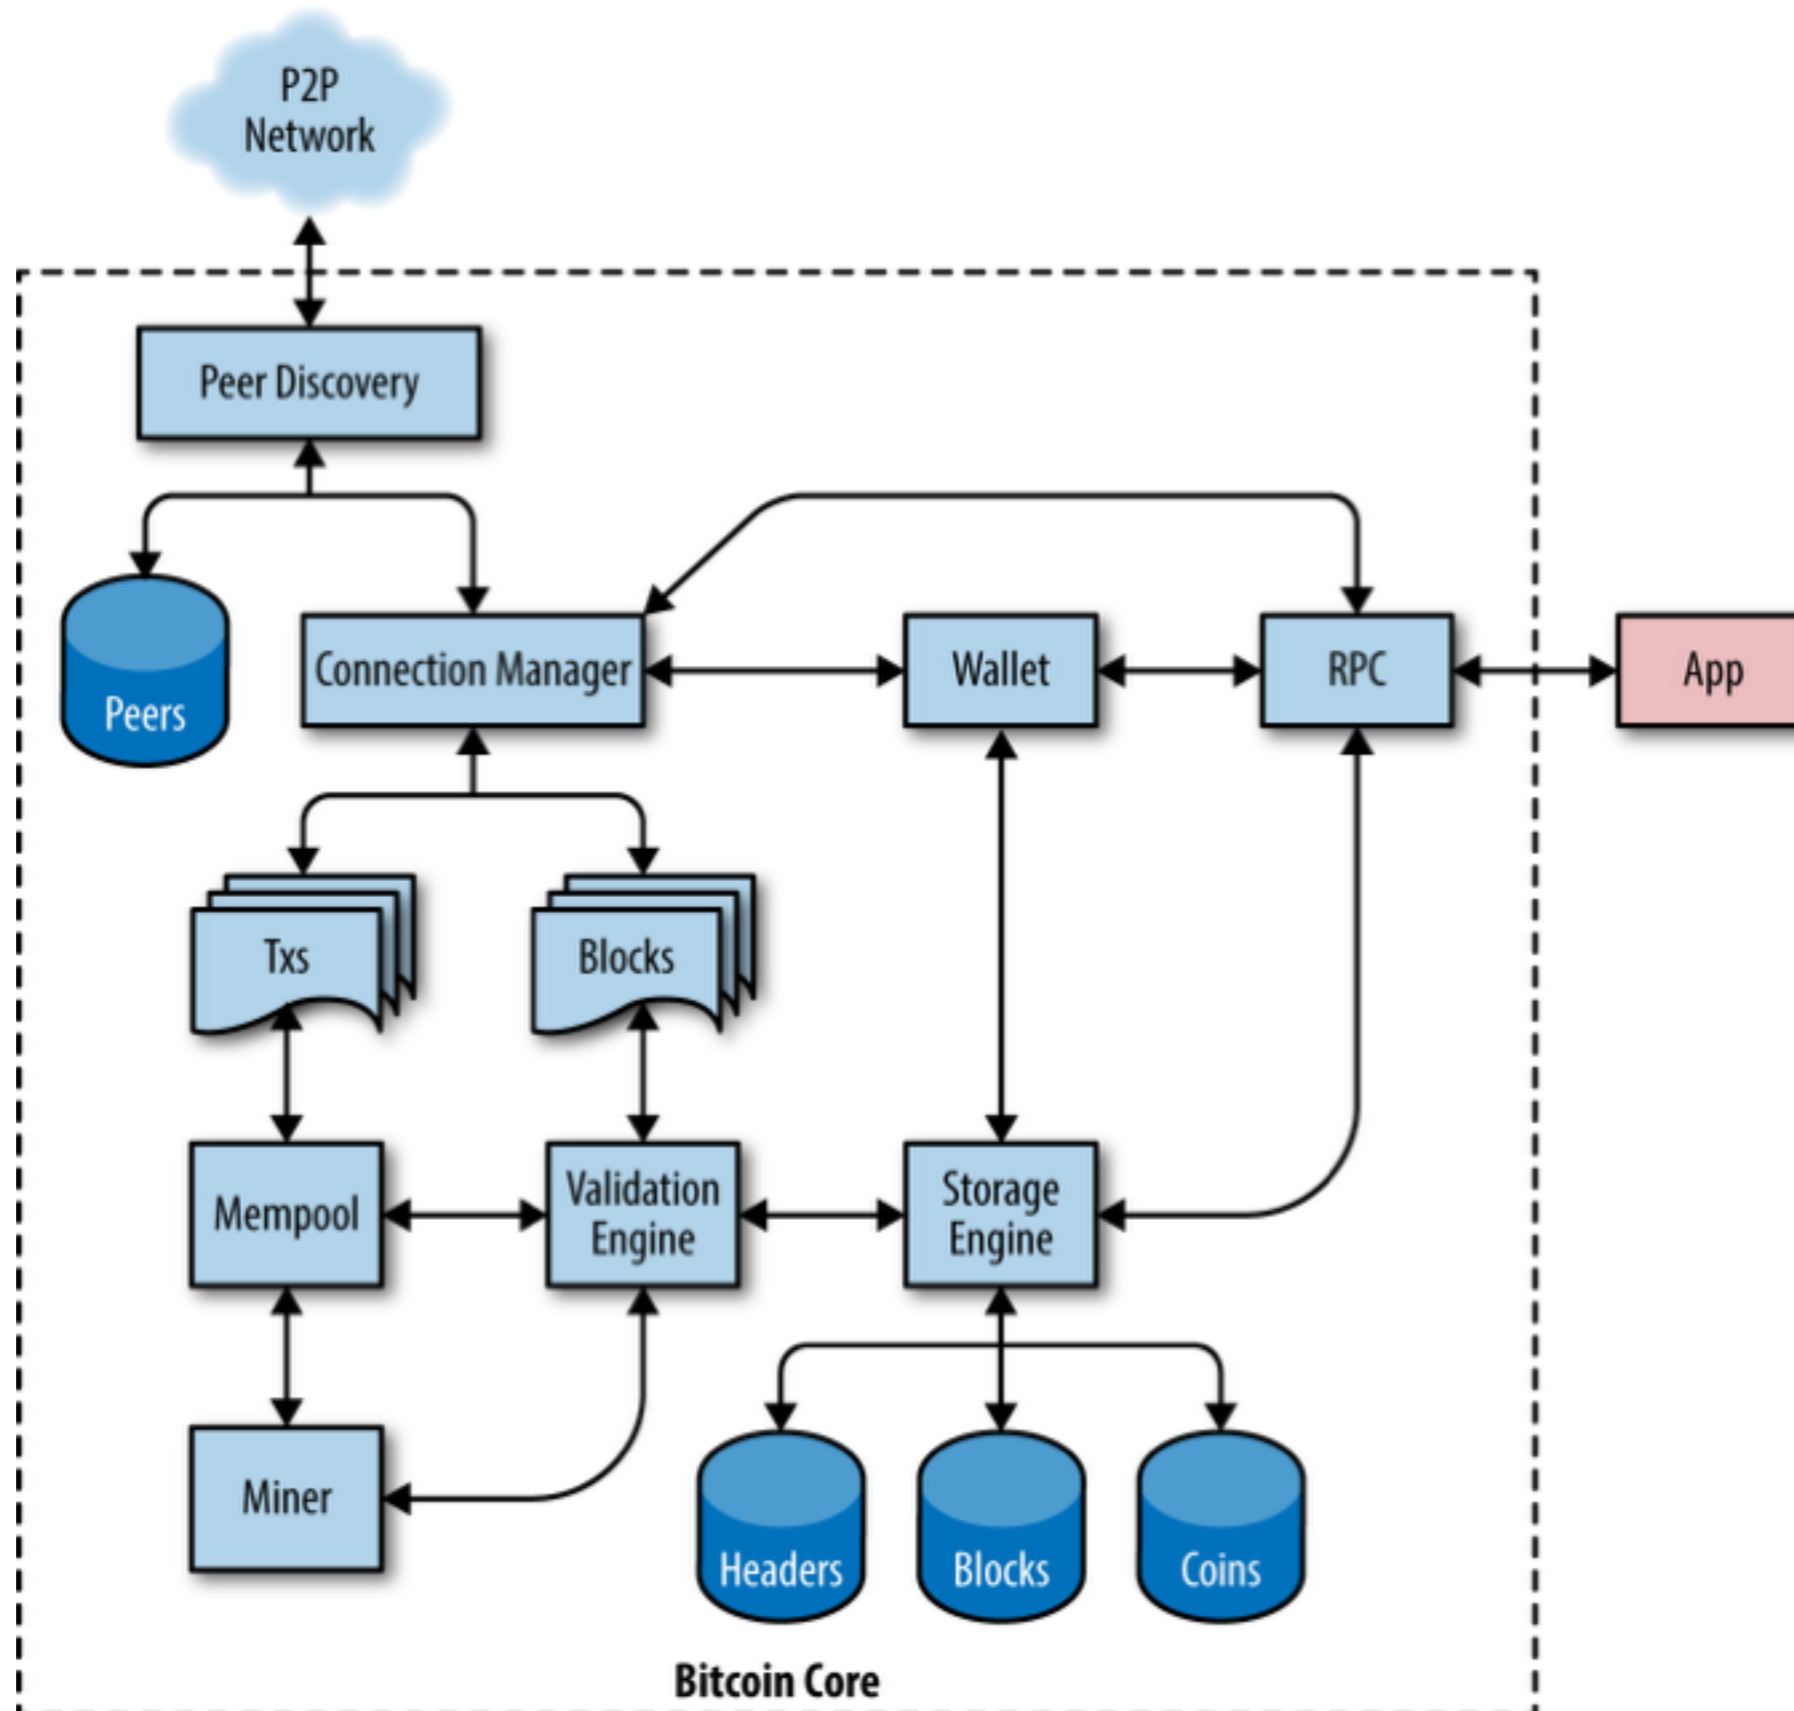 P2P
Network
Peer Discovery
Peers
Connection Manager
Wallet
RPC
App
Txs
Blocks
Mempool
Validation
Engine
Storage
Engine
Miner
Headers
Blocks
Coins
Bitcoin Core